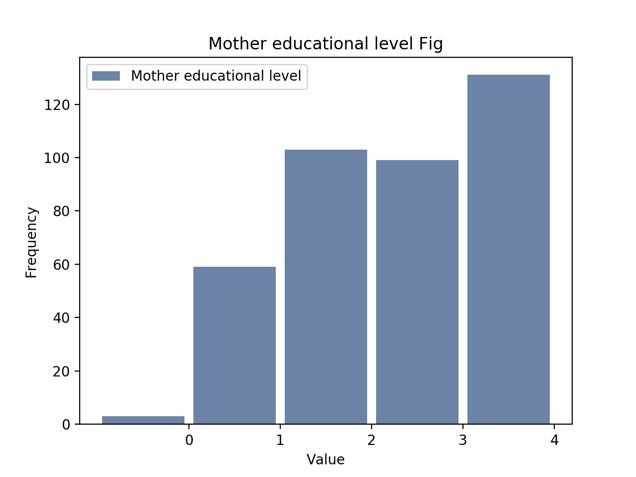 Mother educational level Fig
Mother educational level
120
100
80
60
40
20
0
Frequency
0 1 2 3 4
Value